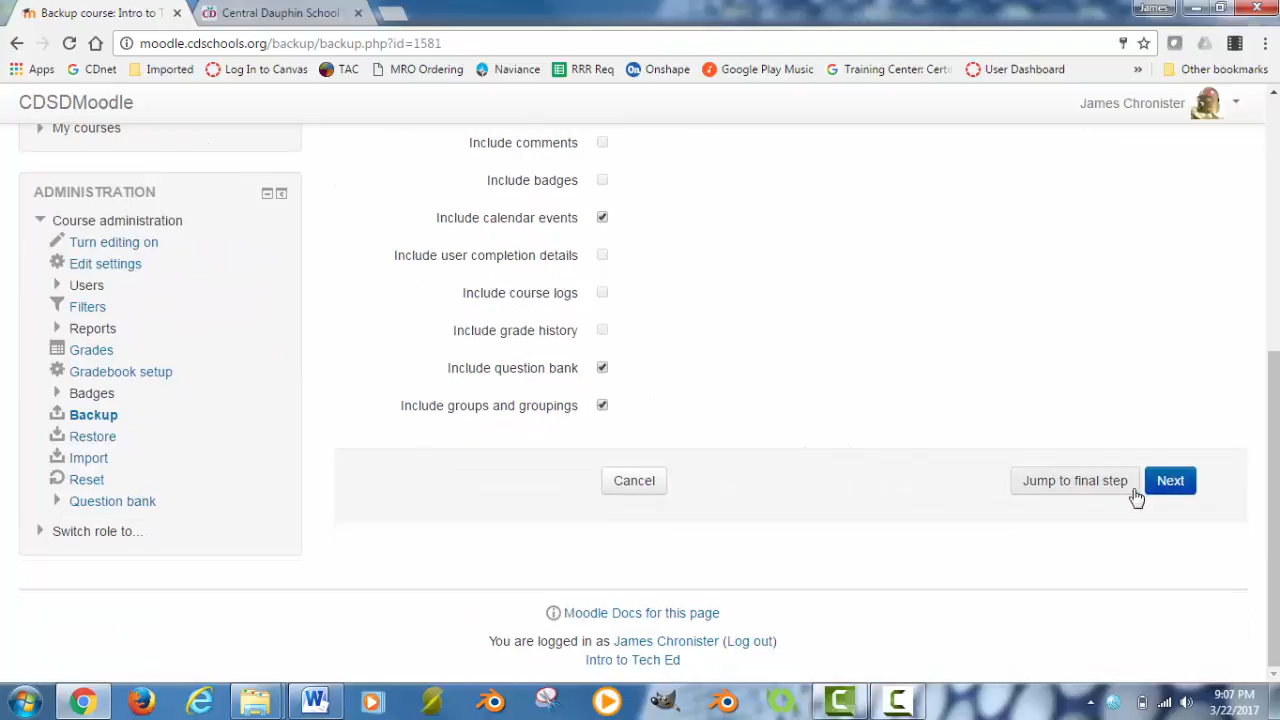 Backup course: Intro to T
Central Dauphin School
James
moodle.cdschools.org/backup/backup.php?id=1581
Apps
CDnet
Imported
Log In to Canvas
TAC
MRO Ordering
Naviance
RRR Req
On Onshape
Google Play Music
Training Center: Certi
User Dashboard
»
Other bookmarks
CDSDMoodle
James Chronister
My courses
ADMINISTRATION
Course administration
Turn editing on
Edit settings
Users
Filters
Reports
Grades
Gradebook setup
Badges
Backup
Restore
Import
Reset
Question bank
Switch role to...
Include comments
Include badges
Include calendar events
Include user completion details
Include course logs
Include grade history
Include question bank
Include groups and groupings
Cancel
Jump to final step
Next
Moodle Docs for this page
You are logged in as James Chronister (Log out)
Intro to Tech Ed
9:07 PM
3/22/2017